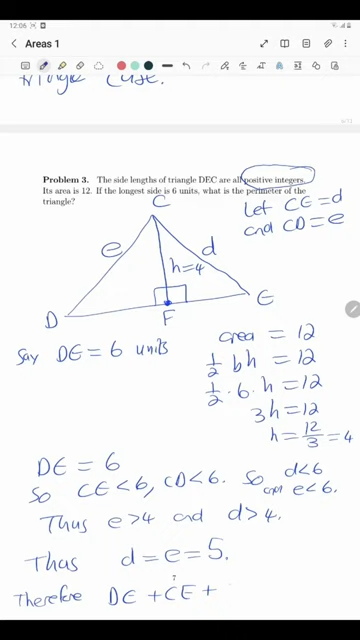 12:06
84%
Areas 1
Triangle Case.
Problem 3. The side lengths of triangle DEC are all positive integers.
Its area is 12. If the longest side is 6 units, what is the perimeter of the
triangle?
Let CE = d
and CD = e
C
e
d
h = 4
D
F
E
Say DE = 6 units
area = 12
1/2 bh = 12
1/2 · 6 · h = 12
3h = 12
h = 12/3 = 4
DE = 6
So CE < 6, CD < 6. So d < 6
and e < 6.
Thus e > 4 and d > 4.
Thus d = e = 5.
7
Therefore DE + CE +